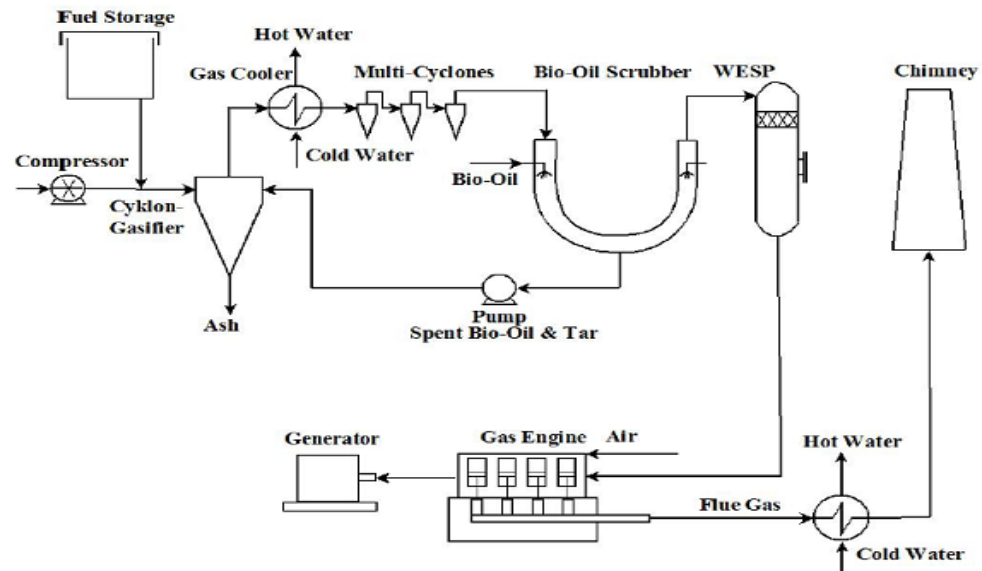 Fuel Storage
Hot Water
Gas Cooler
Multi-Cyclones
Bio-Oil Scrubber
WESP
Chimney
Compressor
Cold Water
Bio-Oil
Cyklon-
Gasifier
Ash
Pump
Spent Bio-Oil & Tar
Generator
Gas Engine
Air
Hot Water
Flue Gas
Cold Water